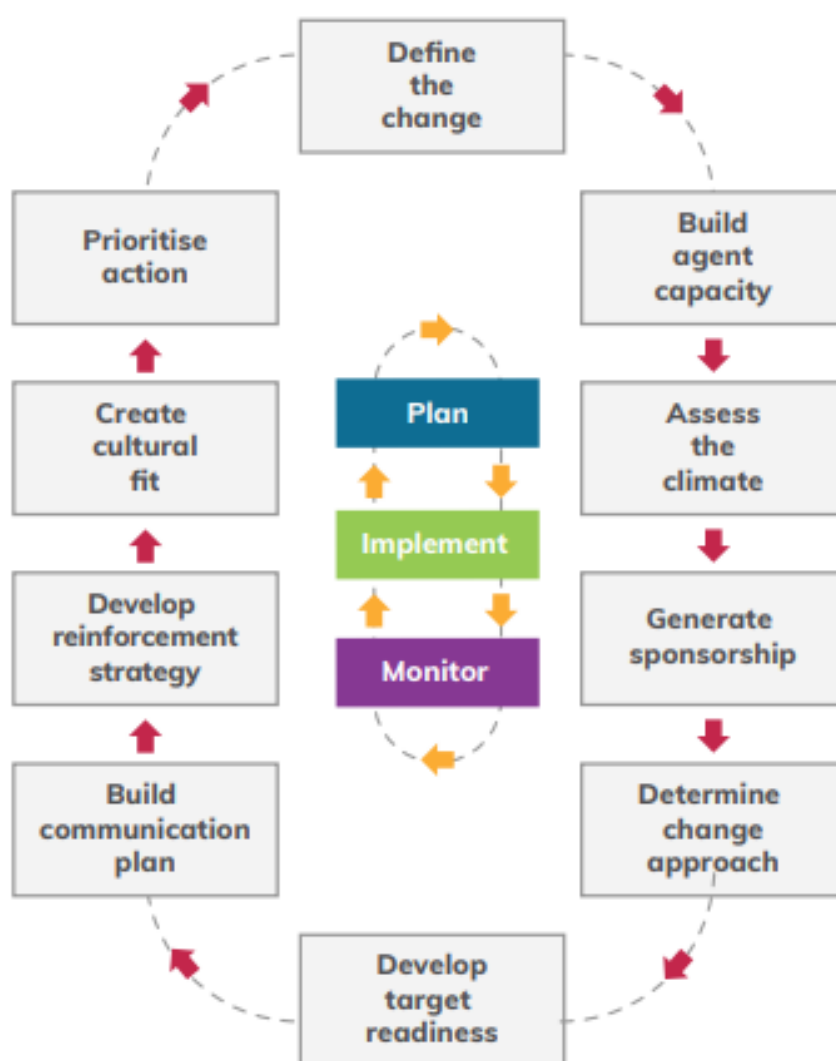 Define
the
change
Build
agent
capacity
Assess
the
climate
Generate
sponsorship
Determine
change
approach
Develop
target
readiness
Build
communication
plan
Develop
reinforcement
strategy
Create
cultural
fit
Prioritise
action
Plan
Implement
Monitor